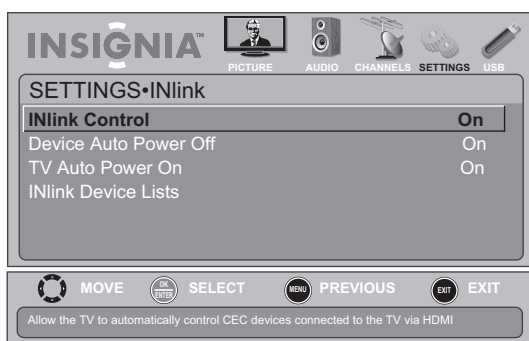 INSIGNIA™
PICTURE AUDIO CHANNELS SETTINGS USB
SETTINGS•INlink
INlink Control On
Device Auto Power Off On
TV Auto Power On On
INlink Device Lists
MOVE OK ENTER SELECT MENU PREVIOUS EXIT EXIT
Allow the TV to automatically control CEC devices connected to the TV via HDMI